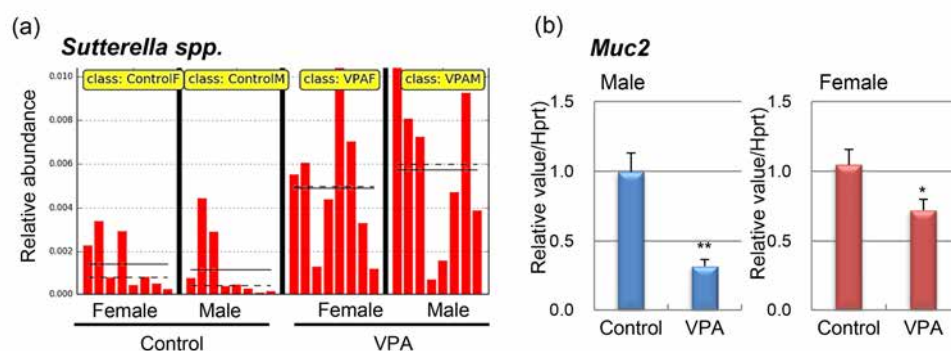 (a)
Sutterella spp.
Relative abundance
0.010
0.008
0.006
0.004
0.002
0.000
class: ControlF
class: ControlM
class: VPAF
class: VPAM
Female
Male
Female
Male
Control
VPA
(b)
Muc2
Male
Relative value/Hprt
1.5
1.0
0.5
0.0
**
Control
VPA
Female
Relative value/Hprt
1.5
1.0
0.5
0.0
*
Control
VPA